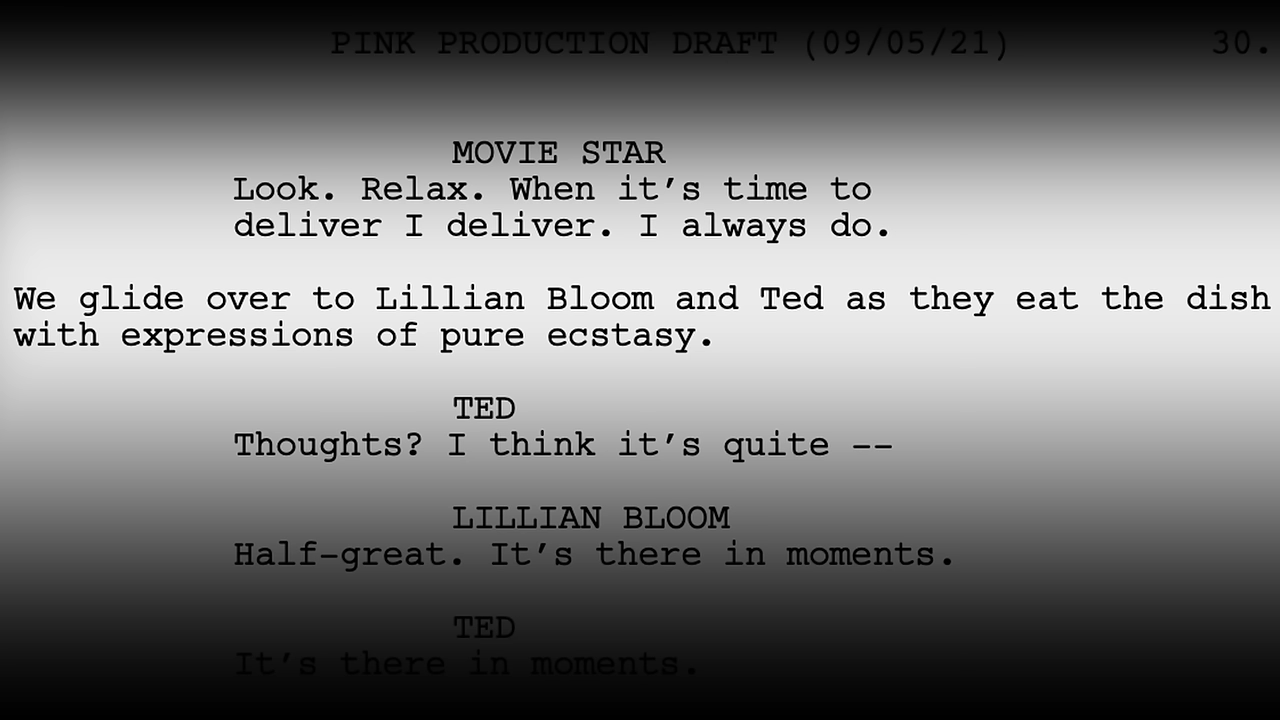 PINK PRODUCTION DRAFT (09/05/21) 30.
MOVIE STAR
Look. Relax. When it's time to
deliver I deliver. I always do.
We glide over to Lillian Bloom and Ted as they eat the dish
with expressions of pure ecstasy.
TED
Thoughts? I think it's quite --
LILLIAN BLOOM
Half-great. It's there in moments.
TED
It's there in moments.